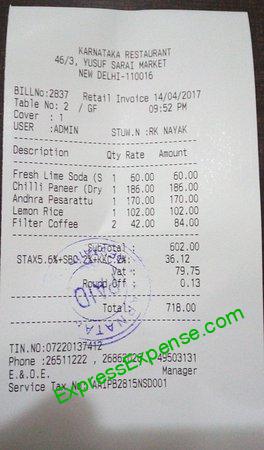 KARNATAKA RESTAURANT
46/3, YUSUF SARAI MARKET
NEW DELHI-110016
BILLNo:2837 Retail Invoice 14/04/2017
Table No: 2 / GF 09:52 PM
Cover : 1
USER :ADMIN STUW.N :RK NAYAK
Description Qty Rate Amount
Fresh Lime Soda (S 1 60.00 60.00
Chilli Paneer (Dry 1 186.00 186.00
Andhra Pesarattu 1 170.00 170.00
Lemon Rice 1 102.00 102.00
Filter Coffee 2 42.00 84.00
SubTotal : 602.00
STAX5.6%+SBC 2%+KKC 2%: 36.12
Vat : 79.75
Round Off : 0.13
PAID
Total: 718.00
TIN.NO:07220137412
Phone :26511222 , 49503131
E.&.O.E. Manager
Service Tax No: AAIPB2815NSD001
ExpressExpense.com